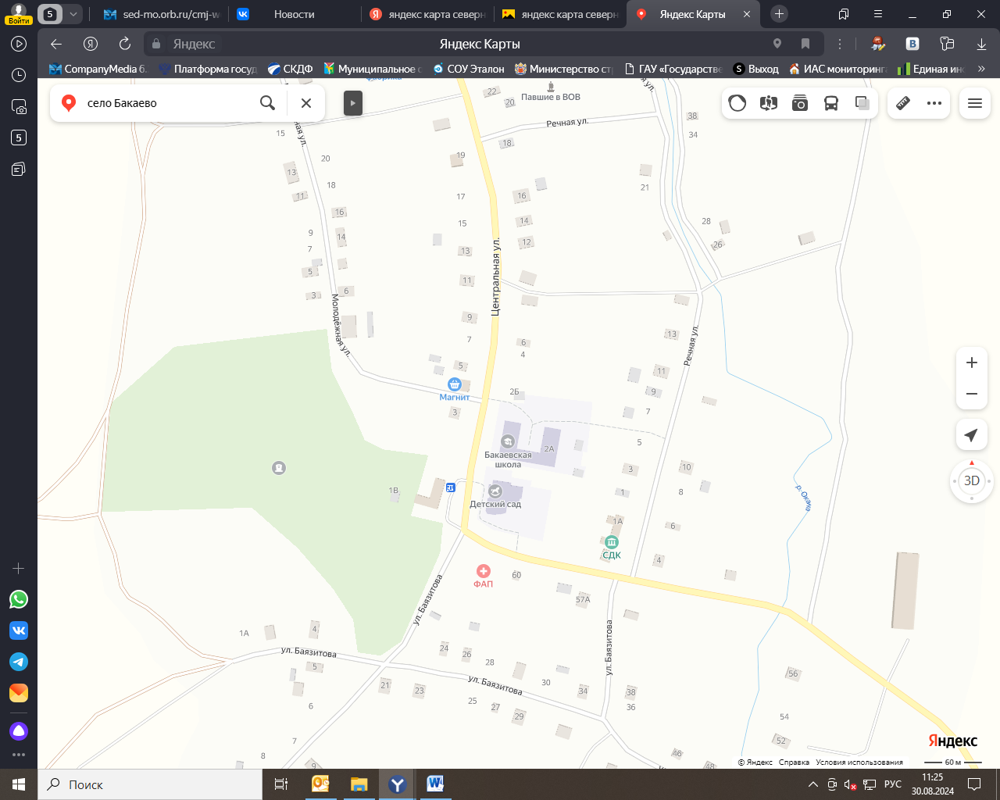 Войти
5
sed-mo.orb.ru/cmj-w
Новости
яндекс карта северн
яндекс карта северн
Яндекс Карты
Яндекс
Яндекс Карты
CompanyMedia б.
Платформа госуд
СКДФ
Муниципальное о
СОУ Эталон
Министерство стр
ГАУ «Государстве
Выход
ИАС мониторинга
Единая инс
село Бакаево
Павшие в ВОВ
Речная ул.
22
20
18
38
34
15
20
13
18
11
16
9
14
7
5
6
3
Молодёжная ул.
19
17
15
13
11
9
7
5
3
Центральная ул.
16
14
12
6
4
2Б
21
28
26
13
11
9
7
5
3
1
Речная ул.
10
8
6
4
Магнит
Бакаевская
школа
2А
Детский сад
1В
1А
СДК
ФАП
60
57А
р. Окаена
ул. Баязитова
1А
4
ул. Баязитова
5
6
7
8
9
24
26
28
ул. Баязитова
21
23
25
27
29
30
34
38
36
ул. Баязитова
46
48
56
54
52
3D
Яндекс
© Яндекс Справка Условия использования
60 м
Поиск
РУС
11:25
30.08.2024